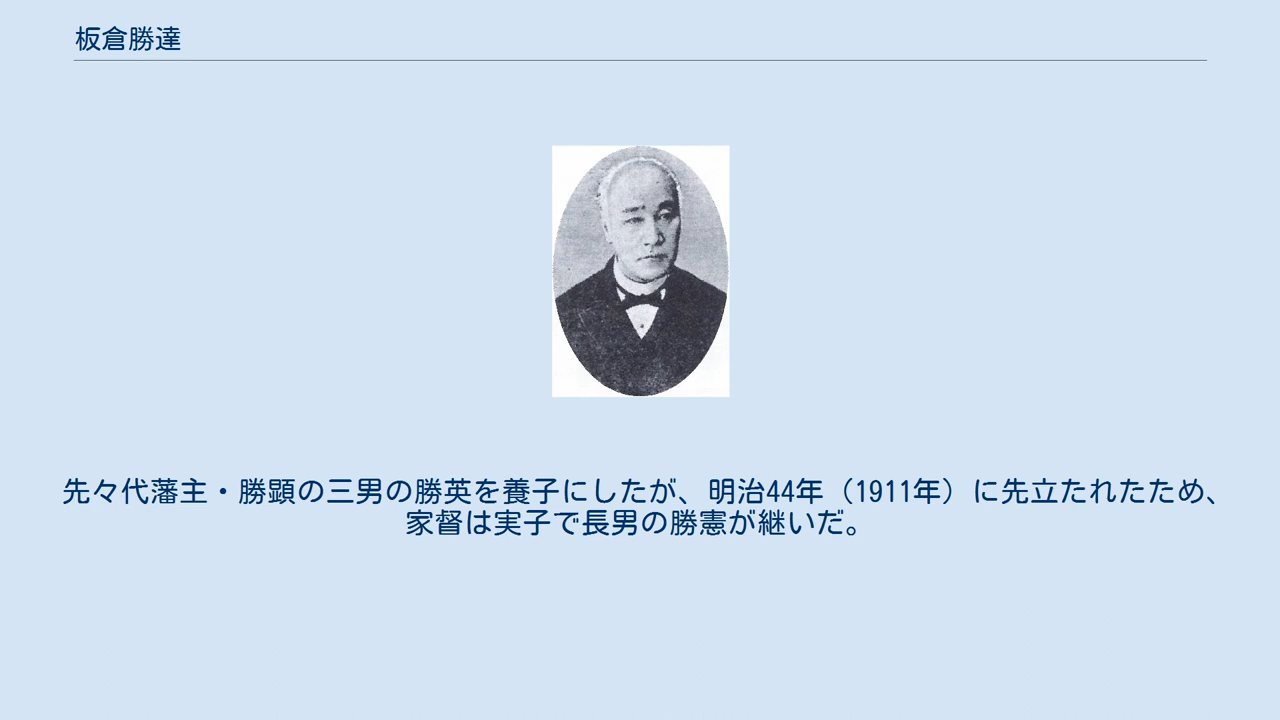 板倉勝達
先々代藩主・勝顕の三男の勝英を養子にしたが、明治44年（1911年）に先立たれたため、
家督は実子で長男の勝憲が継いだ。